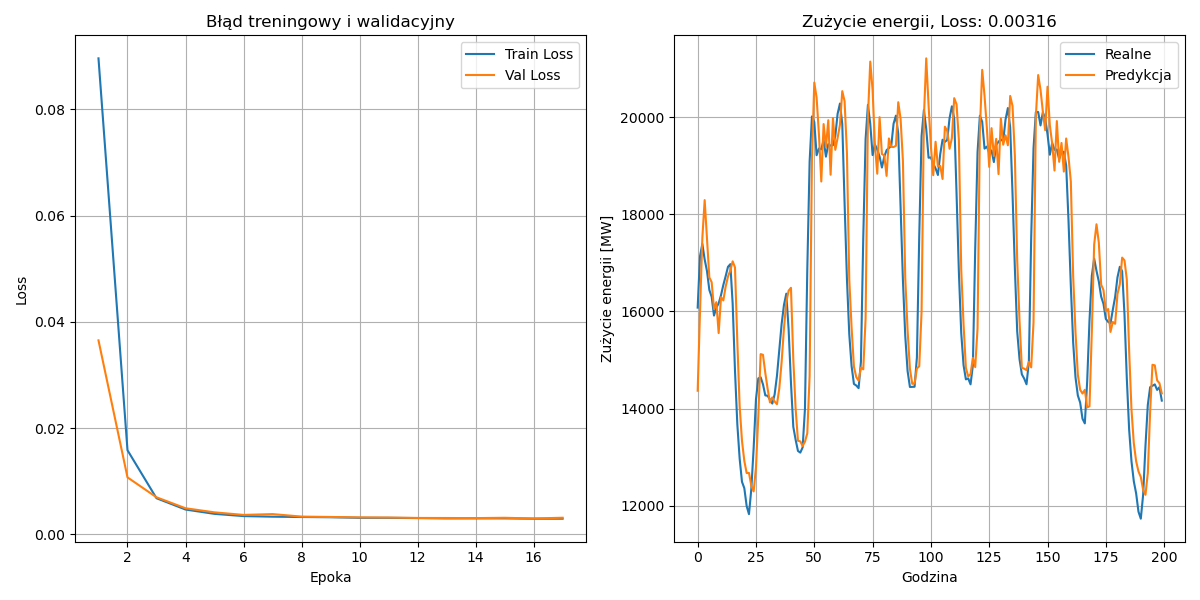 Błąd treningowy i walidacyjny
Train Loss
Val Loss
0.08
0.06
0.04
0.02
0.00
Loss
2 4 6 8 10 12 14 16
Epoka
Zużycie energii, Loss: 0.00316
Realne
Predykcja
20000
18000
16000
14000
12000
Zużycie energii [MW]
0 25 50 75 100 125 150 175 200
Godzina